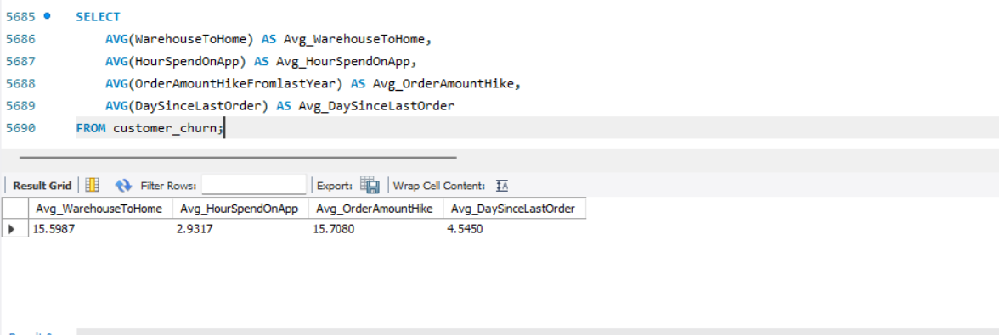 5685 SELECT
5686 AVG(WarehouseToHome) AS Avg_WarehouseToHome,
5687 AVG(HourSpendOnApp) AS Avg_HourSpendOnApp,
5688 AVG(OrderAmountHikeFromlastYear) AS Avg_OrderAmountHike,
5689 AVG(DaySinceLastOrder) AS Avg_DaySinceLastOrder
5690 FROM customer_churn;
Result Grid Filter Rows: Export: Wrap Cell Content:
Avg_WarehouseToHome Avg_HourSpendOnApp Avg_OrderAmountHike Avg_DaySinceLastOrder
15.5987 2.9317 15.7080 4.5450